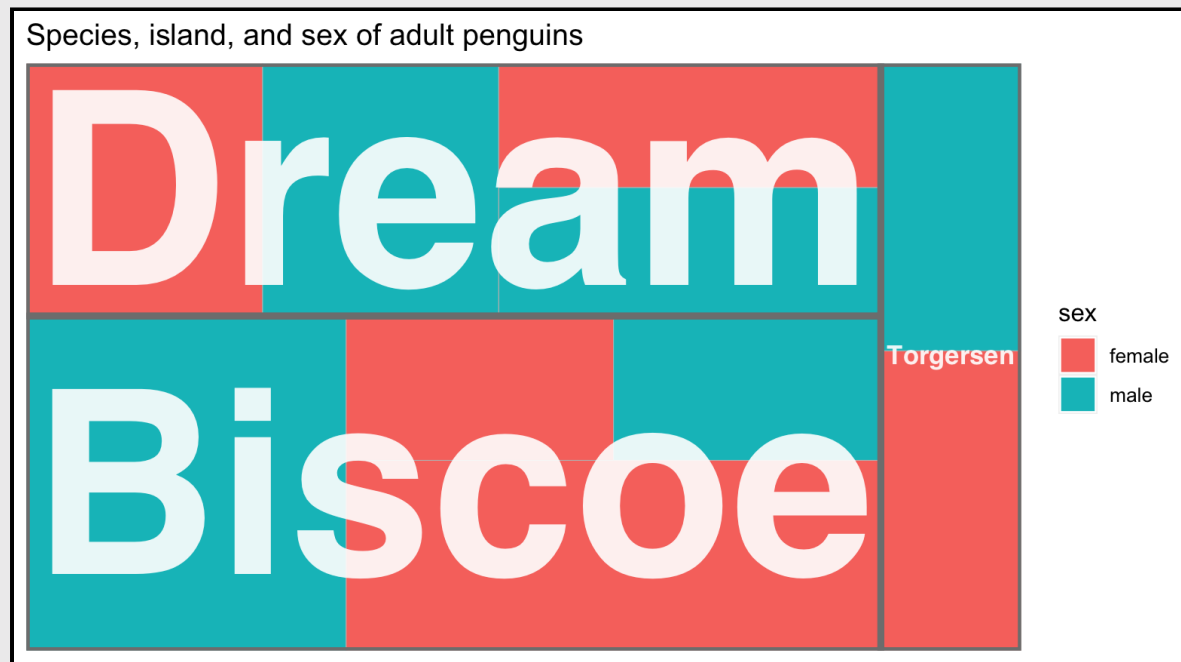 Species, island, and sex of adult penguins
Dream
Torgersen
Biscoe
sex
female
male